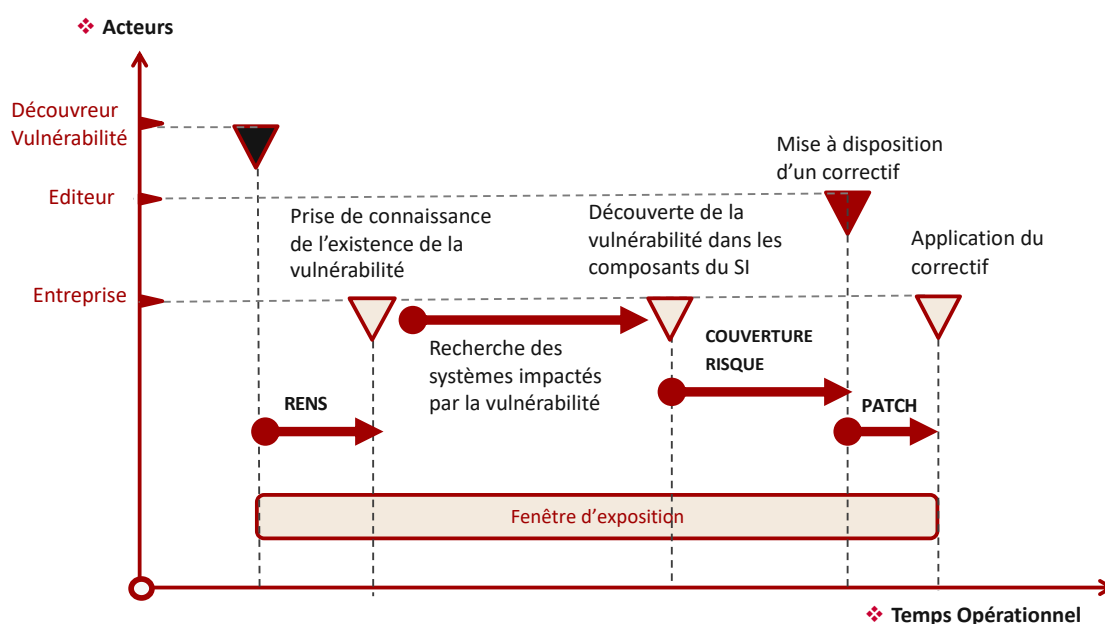 ❖ Acteurs
Découvreur
Vulnérabilité
Mise à disposition
d'un correctif
Editeur
Prise de connaissance
de l'existence de la
vulnérabilité
Découverte de la
vulnérabilité dans les
composants du SI
Application du
correctif
Entreprise
Recherche des
systèmes impactés
par la vulnérabilité
COUVERTURE
RISQUE
RENS
PATCH
Fenêtre d'exposition
❖ Temps Opérationnel